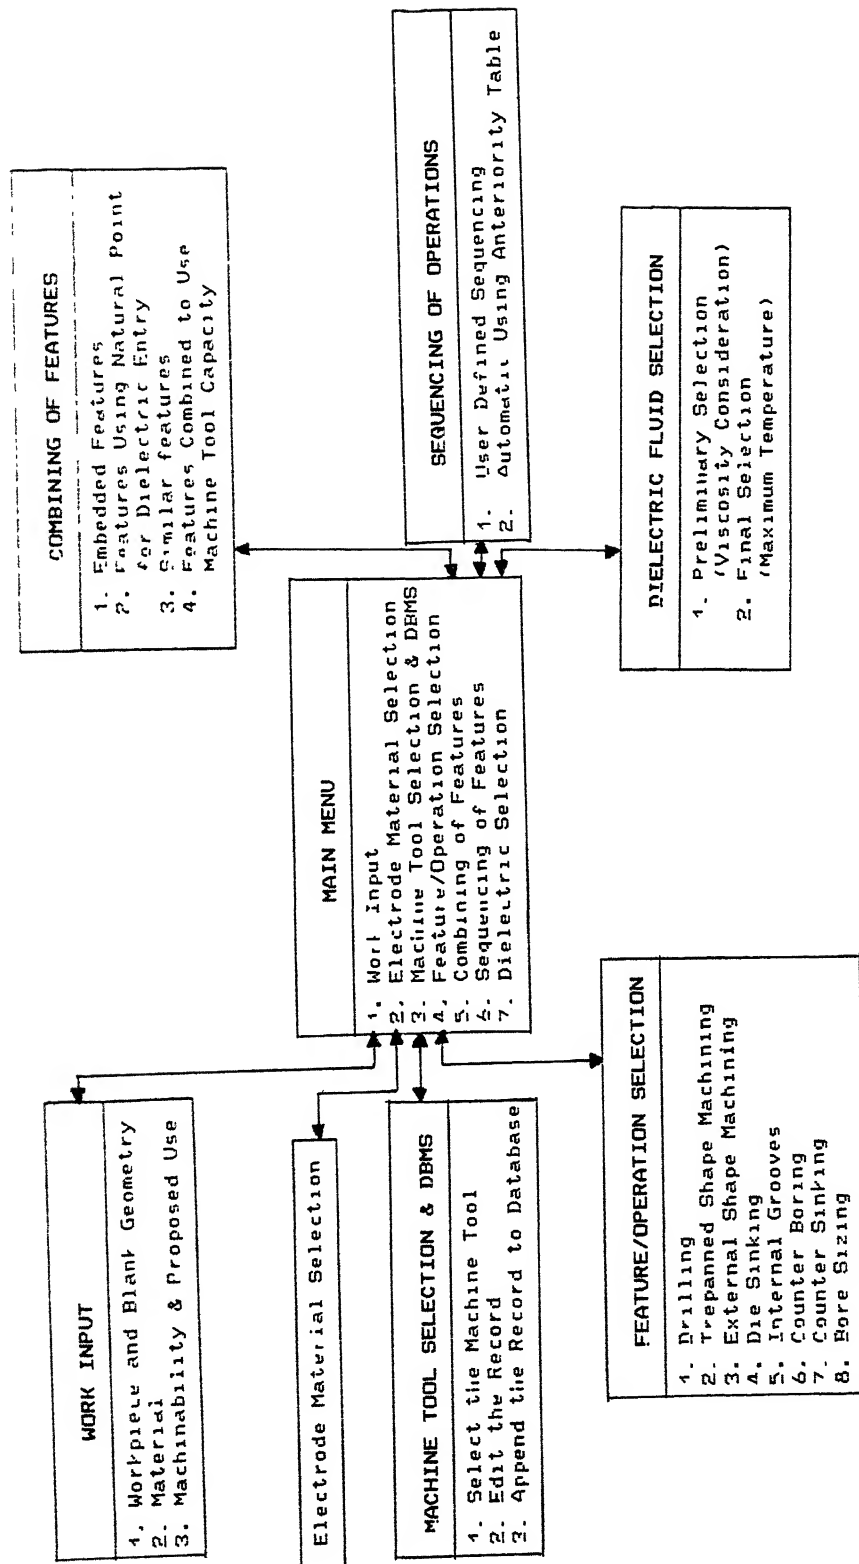 WORK INPUT
1. Workpiece and Blank Geometry
2. Material
3. Machinability & Proposed Use
Electrode Material Selection
MACHINE TOOL SELECTION & DBMS
1. Select the Machine Tool
2. Edit the Record
3. Append the Record to Database
FEATURE/OPERATION SELECTION
1. Drilling
2. Trepanned Shape Machining
3. External Shape Machining
4. Die Sinking
5. Internal Grooves
6. Counter Boring
7. Counter Sinking
8. Bore Sizing
MAIN MENU
1. Work Input
2. Electrode Material Selection
3. Machine Tool Selection & DBMS
4. Feature/Operation Selection
5. Combining of Features
6. Sequencing of Features
7. Dielectric Selection
COMBINING OF FEATURES
1. Embedded Features
2. Features Using Natural Point
for Dielectric Entry
3. Similar features
4. Features Combined to Use
Machine Tool Capacity
SEQUENCING OF OPERATIONS
1. User Defined Sequencing
2. Automatic Using Anteriority Table
DIELECTRIC FLUID SELECTION
1. Preliminary Selection
(Viscosity Consideration)
2. Final Selection
(Maximum Temperature)